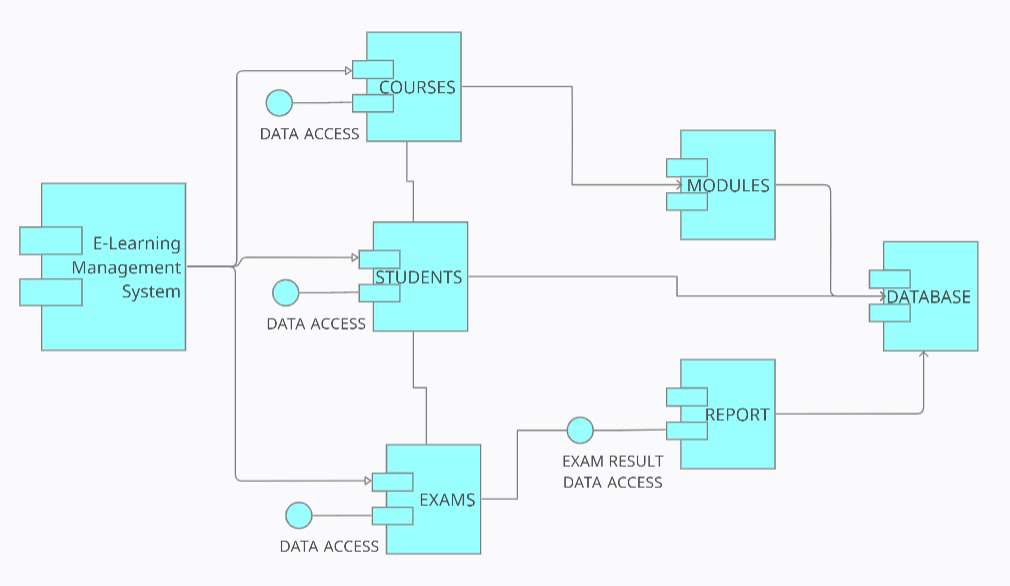 COURSES
DATA ACCESS
MODULES
E-Learning
Management
System
STUDENTS
DATA ACCESS
DATABASE
REPORT
EXAM RESULT
DATA ACCESS
EXAMS
DATA ACCESS